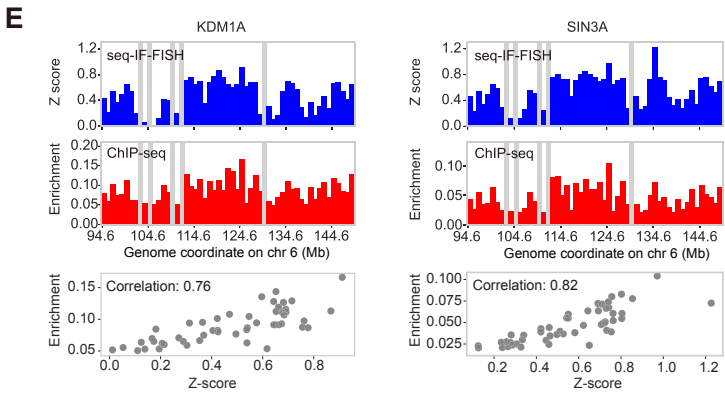 E
KDM1A
SIN3A
seq-IF-FISH
Z score
1.2
0.8
0.4
0.0
seq-IF-FISH
Z score
1.2
0.8
0.4
0.0
ChIP-seq
Enrichment
0.20
0.15
0.10
0.05
0.00
94.6 104.6 114.6 124.6 134.6 144.6
Genome coordinate on chr 6 (Mb)
ChIP-seq
Enrichment
0.10
0.05
0.00
94.6 104.6 114.6 124.6 134.6 144.6
Genome coordinate on chr 6 (Mb)
Correlation: 0.76
Enrichment
0.15
0.10
0.05
0.0 0.2 0.4 0.6 0.8
Z-score
Correlation: 0.82
Enrichment
0.100
0.075
0.050
0.025
0.2 0.4 0.6 0.8 1.0 1.2
Z-score